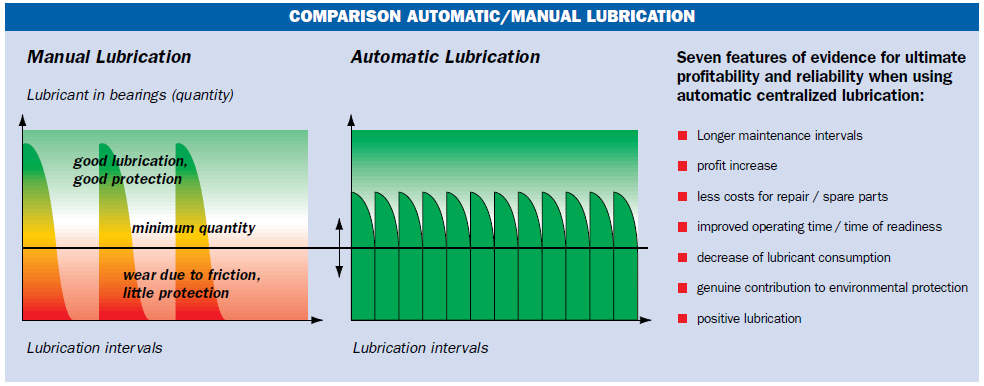 COMPARISON AUTOMATIC/MANUAL LUBRICATION
Manual Lubrication
Lubricant in bearings (quantity)
good lubrication,
good protection
minimum quantity
wear due to friction,
little protection
Lubrication intervals
Automatic Lubrication
Lubrication intervals
Seven features of evidence for ultimate
profitability and reliability when using
automatic centralized lubrication:
Longer maintenance intervals
profit increase
less costs for repair / spare parts
improved operating time / time of readiness
decrease of lubricant consumption
genuine contribution to environmental protection
positive lubrication